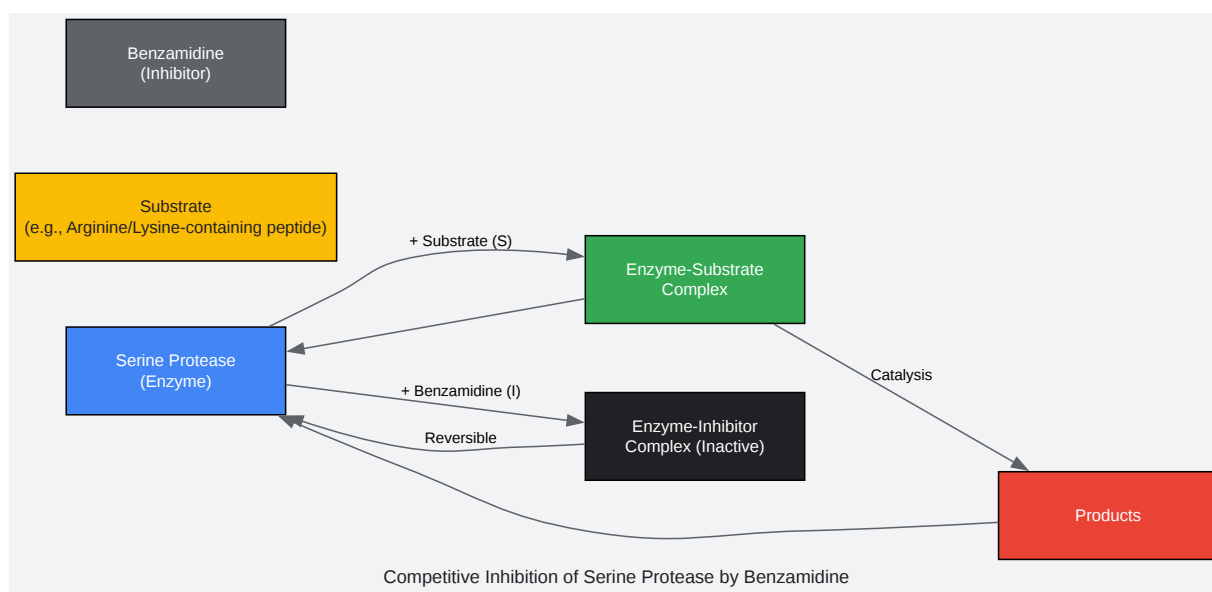 Benzamidine
(Inhibitor)
Substrate
(e.g., Arginine/Lysine-containing peptide)
+ Substrate (S)
Enzyme-Substrate
Complex
Serine Protease
(Enzyme)
+ Benzamidine (I)
Catalysis
Reversible
Enzyme-Inhibitor
Complex (Inactive)
Products
Competitive Inhibition of Serine Protease by Benzamidine